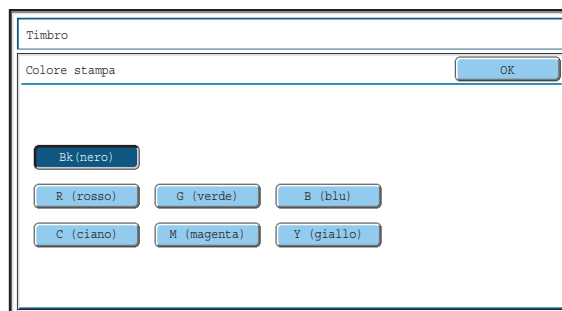 Timbro
Colore stampa
OK
Bk(nero)
R (rosso) G (verde) B (blu)
C (ciano) M (magenta) Y (giallo)